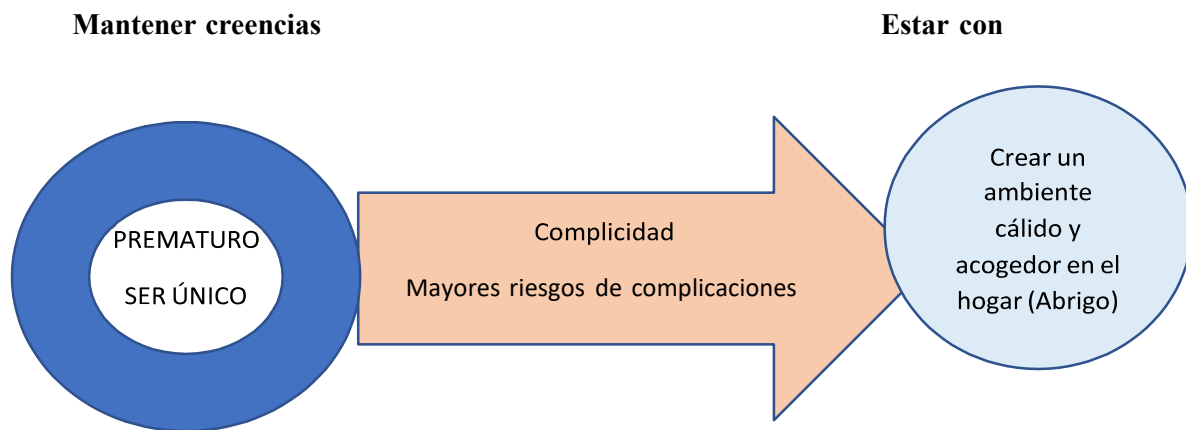 Mantener creencias
Estar con
PREMATURO
SER ÚNICO
Complicidad
Mayores riesgos de complicaciones
Crear un
ambiente
cálido y
acogedor en el
hogar (Abrigo)